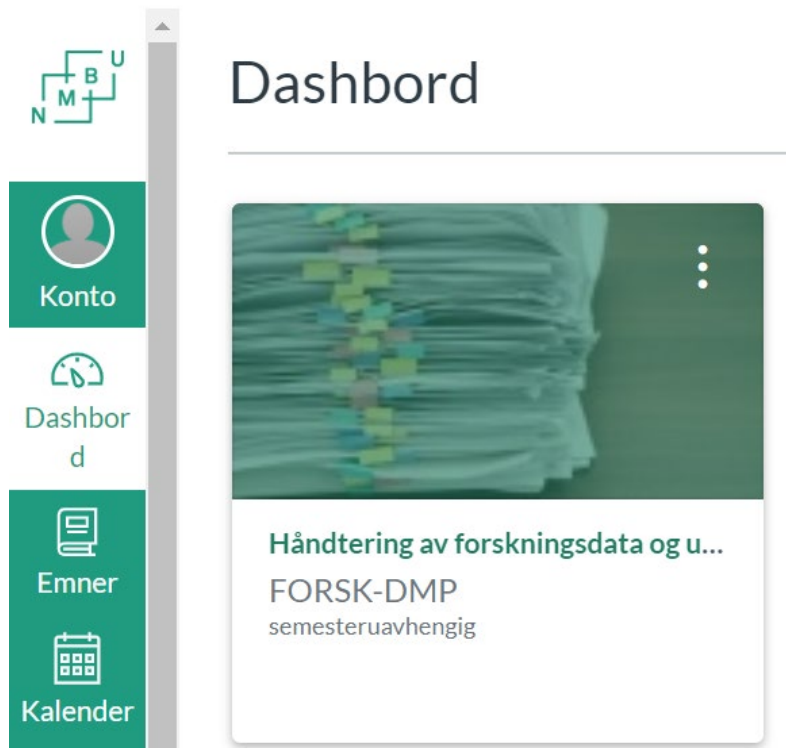 N M B U
Dashbord
Konto
Dashbor
d
Emner
Kalender
Håndtering av forskningsdata og u...
FORSK-DMP
semesteruavhengig